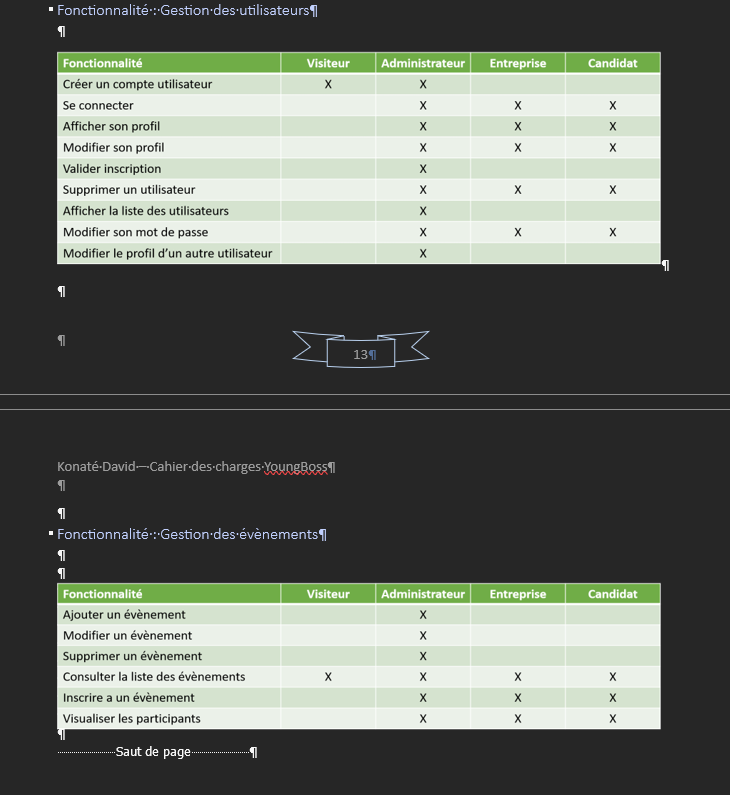 Fonctionnalité : Gestion des utilisateurs¶
¶
Fonctionnalité Visiteur Administrateur Entreprise Candidat
Créer un compte utilisateur X X
Se connecter X X X
Afficher son profil X X X
Modifier son profil X X X
Valider inscription X
Supprimer un utilisateur X X X
Afficher la liste des utilisateurs X
Modifier son mot de passe X X X
Modifier le profil d'un autre utilisateur X
¶
¶
¶
13¶
Konaté David — Cahier des charges YoungBoss¶
¶
¶
Fonctionnalité : Gestion des évènements¶
¶
¶
Fonctionnalité Visiteur Administrateur Entreprise Candidat
Ajouter un évènement X
Modifier un évènement X
Supprimer un évènement X
Consulter la liste des évènements X X X X
Inscrire a un évènement X X X
Visualiser les participants X X X
¶
Saut de page¶